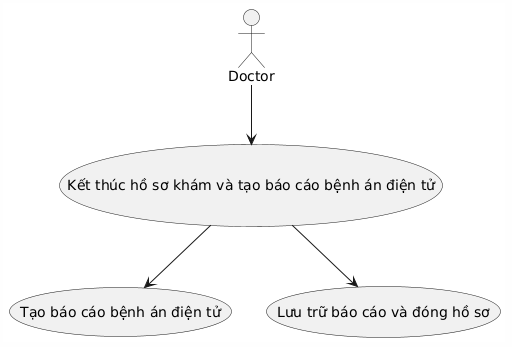 Doctor
Kết thúc hồ sơ khám và tạo báo cáo bệnh án điện tử
Tạo báo cáo bệnh án điện tử
Lưu trữ báo cáo và đóng hồ sơ